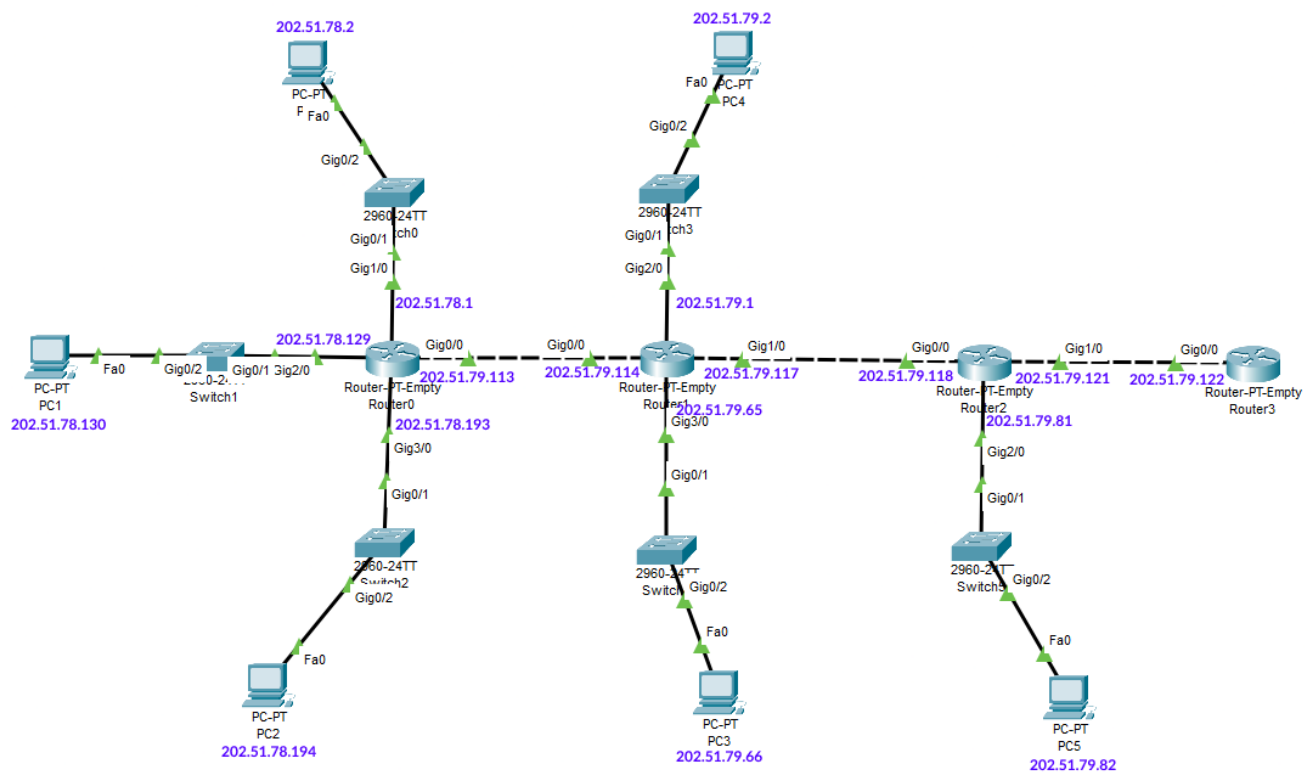 202.51.78.2
202.51.79.2
PC-PT
Fa0
Gig0/2
2960-24TT
Gig0/1
Gig1/0
202.51.78.1
Fa0
PC-PT
PC4
Gig0/2
2960-24TT
Gig0/1
Gig2/0
202.51.79.1
PC-PT
PC1
202.51.78.130
Fa0
Gig0/2
Switch1
Gig0/1
Gig2/0
202.51.78.129
Router-PT-Empty
Router0
Gig0/0
202.51.79.113
Gig0/0
202.51.79.114
Router-PT-Empty
Gig1/0
202.51.79.117
Gig0/0
202.51.79.118
Router-PT-Empty
Router2
Gig1/0
202.51.79.121
Gig0/0
202.51.79.122
Router-PT-Empty
Router3
202.51.78.193
Gig3/0
Gig0/1
2960-24TT
Switch2
Gig0/2
Fa0
PC-PT
PC2
202.51.78.194
202.51.79.65
Gig3/0
Gig0/1
2960-24TT
Switch
Gig0/2
Fa0
PC-PT
PC3
202.51.79.66
202.51.79.81
Gig2/0
Gig0/1
2960-24TT
Switch5
Gig0/2
Fa0
PC-PT
PC5
202.51.79.82